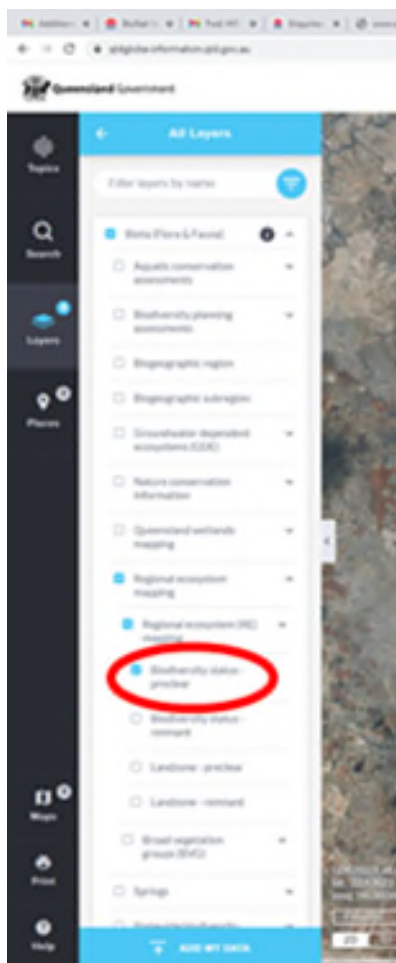 qldglobe.information.qld.gov.au
Queensland Government
All Layers
Topics
Filter layers by name
Search
Biota (Flora & Fauna)
Aquatic conservation
assessments
Biodiversity planning
assessments
Layers
Biogeographic region
Biogeographic subregion
Places
Groundwater dependent
ecosystems (GDE)
Nature conservation
information
Queensland wetlands
mapping
Regional ecosystem
mapping
Regional ecosystem (RE)
mapping
Biodiversity status -
preclear
Biodiversity status -
remnant
Landzone - preclear
Landzone - remnant
Maps
Broad vegetation
groups (BVG)
Print
Springs
Help
ADD MY DATA
2D